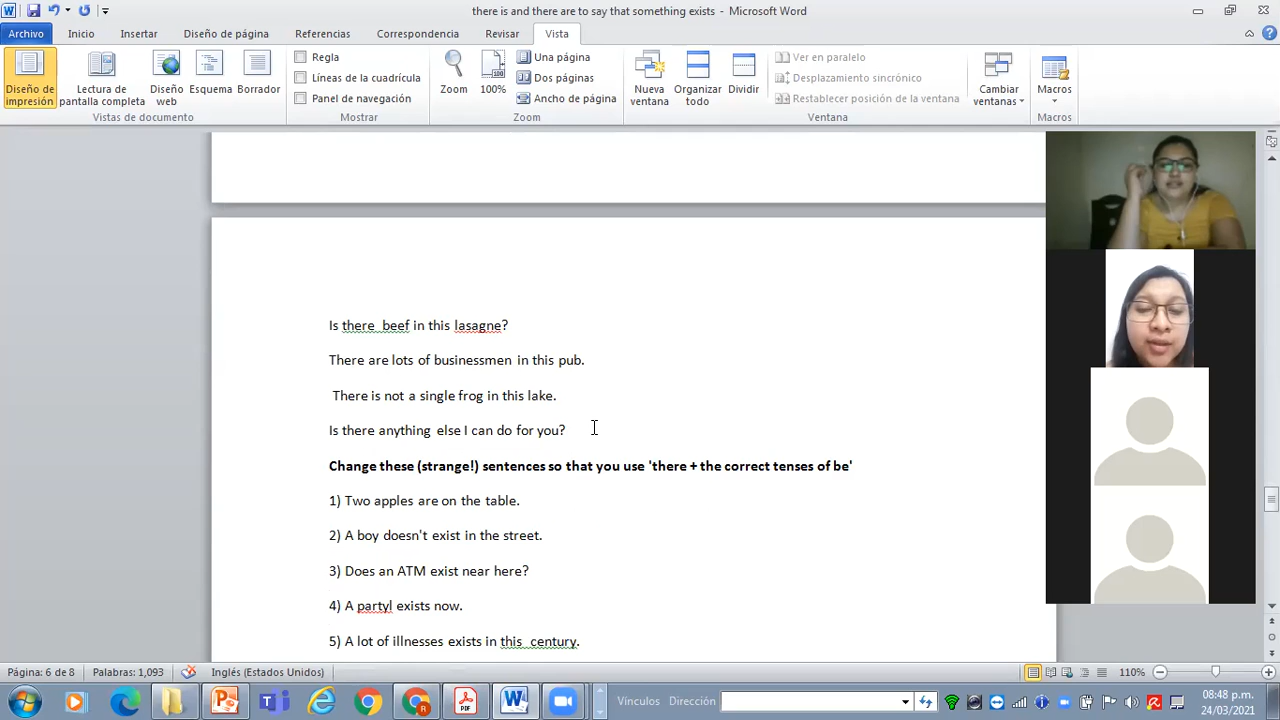 there is and there are to say that something exists - Microsoft Word
Archivo Inicio Insertar Diseño de página Referencias Correspondencia Revisar Vista
Diseño de impresión
Lectura de pantalla completa
Diseño web
Esquema
Borrador
Vistas de documento
Regla
Líneas de la cuadrícula
Panel de navegación
Mostrar
Zoom
100%
Una página
Dos páginas
Ancho de página
Zoom
Nueva ventana
Organizar todo
Dividir
Ver en paralelo
Desplazamiento sincrónico
Restablecer posición de la ventana
Ventana
Cambiar ventanas
Macros
Macros
Is there  beef in this lasagne?
There are lots of businessmen in this pub.
There is not a single frog in this lake.
Is there anything else I can do for you?
Change these (strange!) sentences so that you use 'there + the correct tenses of be'
1) Two apples are on the table.
2) A boy doesn't exist in the street.
3) Does an ATM exist near here?
4) A partyl exists now.
5) A lot of illnesses exists in this  century.
Página: 6 de 8 Palabras: 1,093 Inglés (Estados Unidos) 110%
Vínculos Dirección
08:48 p.m.
24/03/2021